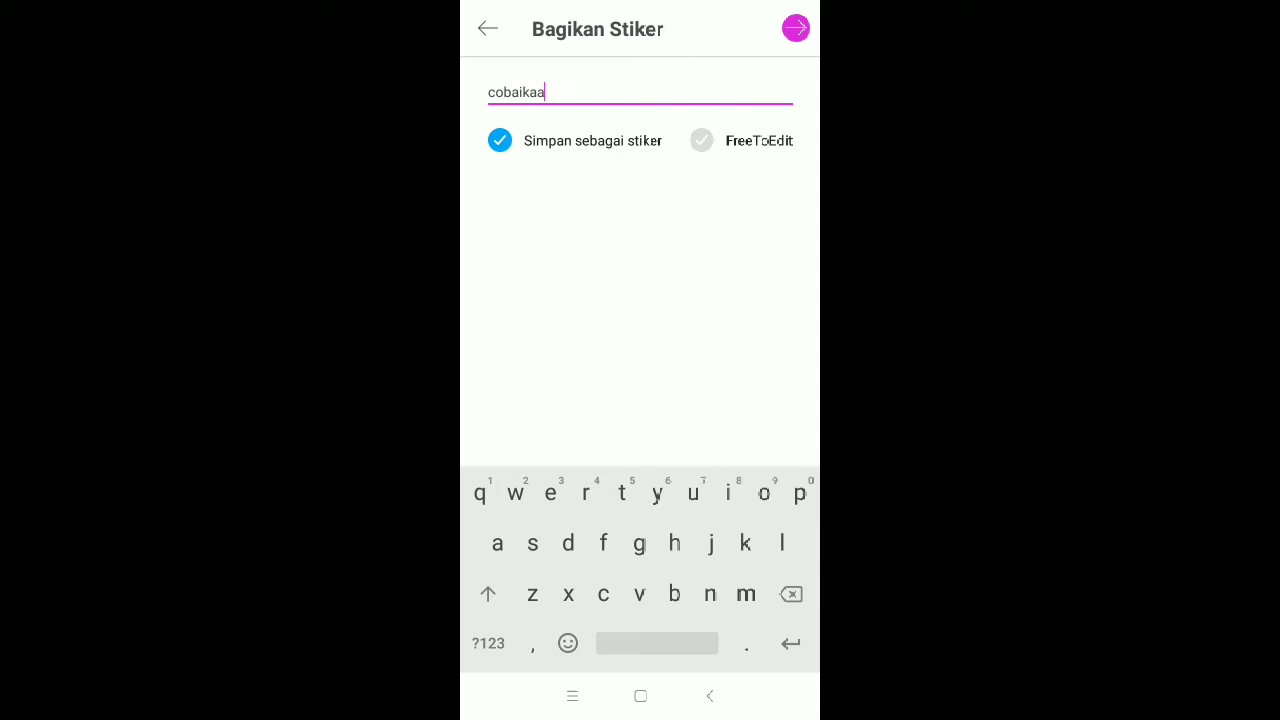 Bagikan Stiker
cobaikaa
Simpan sebagai stiker FreeToEdit
1 2 3 4 5 6 7 8 9 0
q w e r t y u i o p
a s d f g h j k l
z x c v b n m
?123 , .